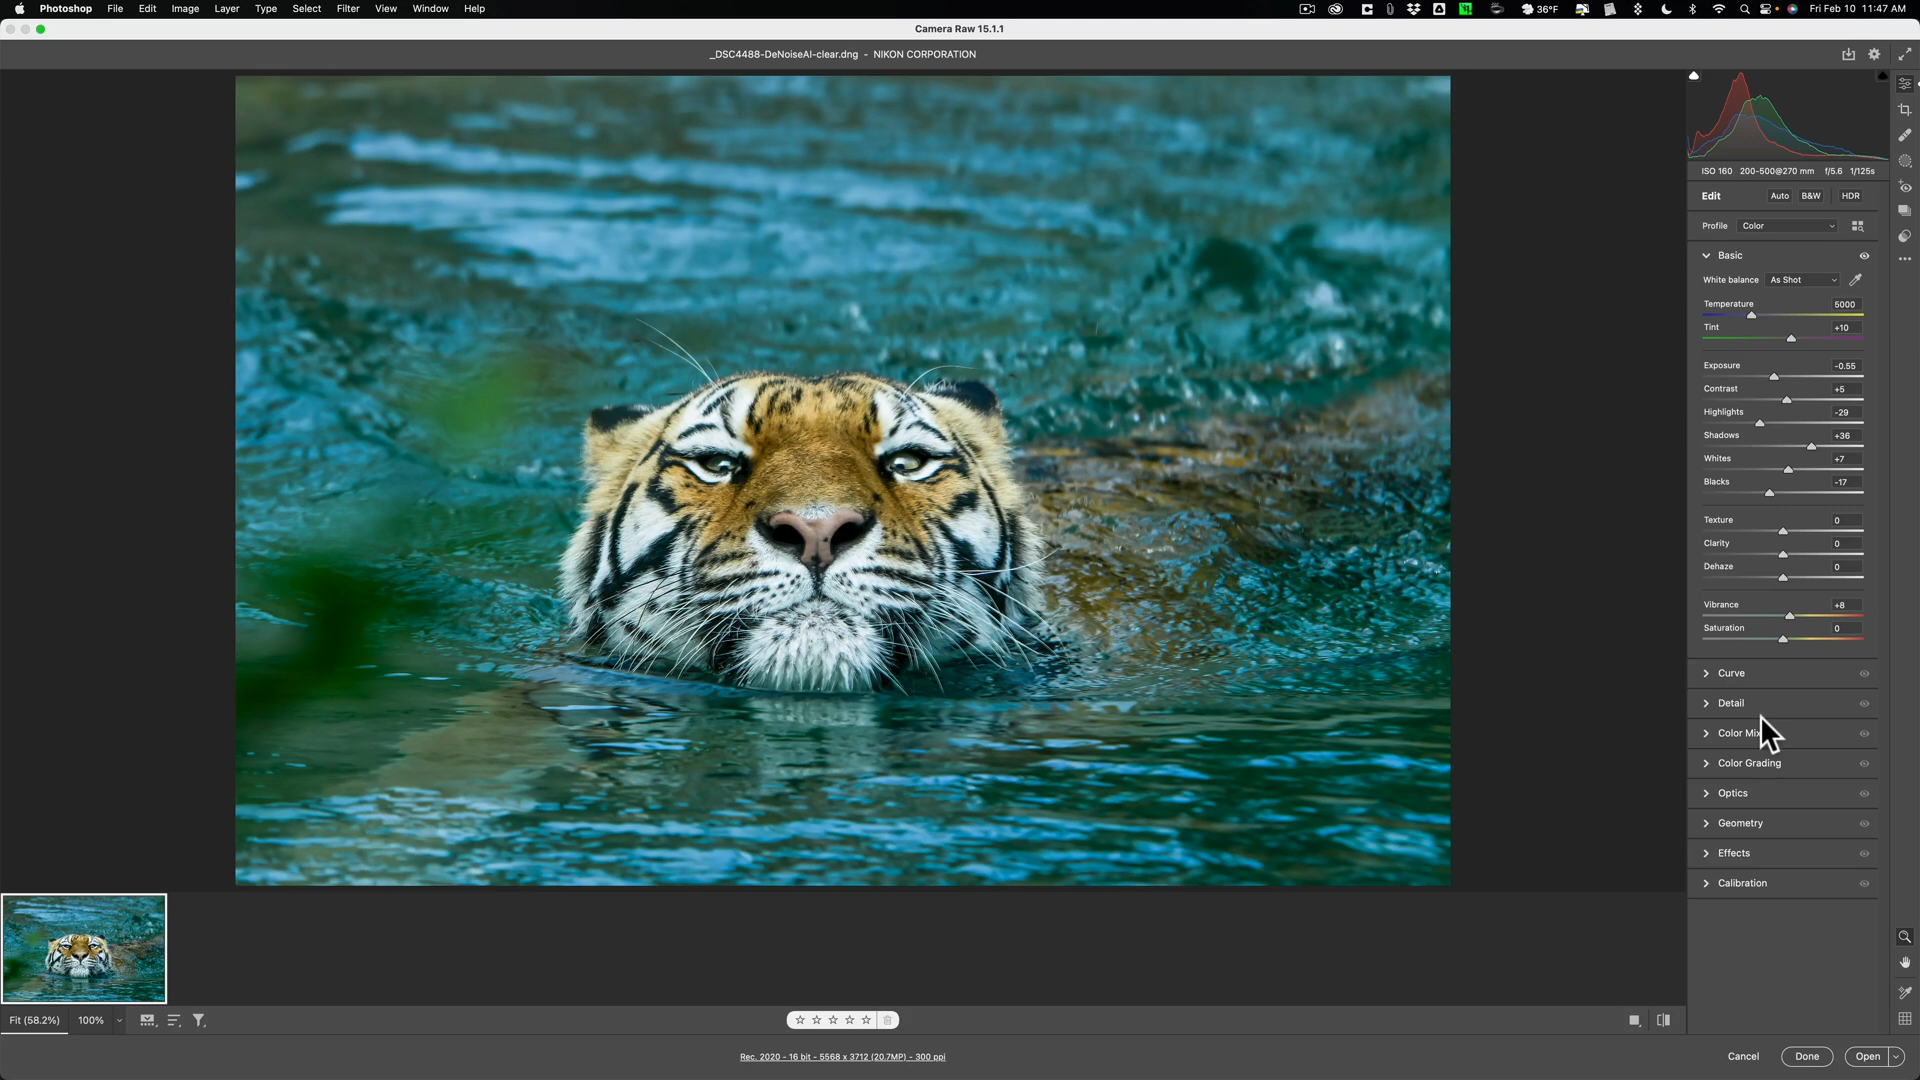 Photoshop File Edit Image Layer Type Select Filter View Window Help 36°F Fri Feb 10 11:47 AM
Camera Raw 15.1.1
_DSC4488-DeNoiseAI-clear.dng - NIKON CORPORATION
ISO 160 200-500@270 mm f/5.6 1/125s
Edit Auto B&W HDR
Profile Color
Basic
White balance As Shot
Temperature 5000
Tint +10
Exposure -0.55
Contrast +5
Highlights -29
Shadows +36
Whites +7
Blacks -17
Texture 0
Clarity 0
Dehaze 0
Vibrance +8
Saturation 0
Curve
Detail
Color Mix
Color Grading
Optics
Geometry
Effects
Calibration
Fit (58.2%) 100%
Rec. 2020 - 16 bit - 5568 x 3712 (20.7MP) - 300 ppi
Cancel Done Open